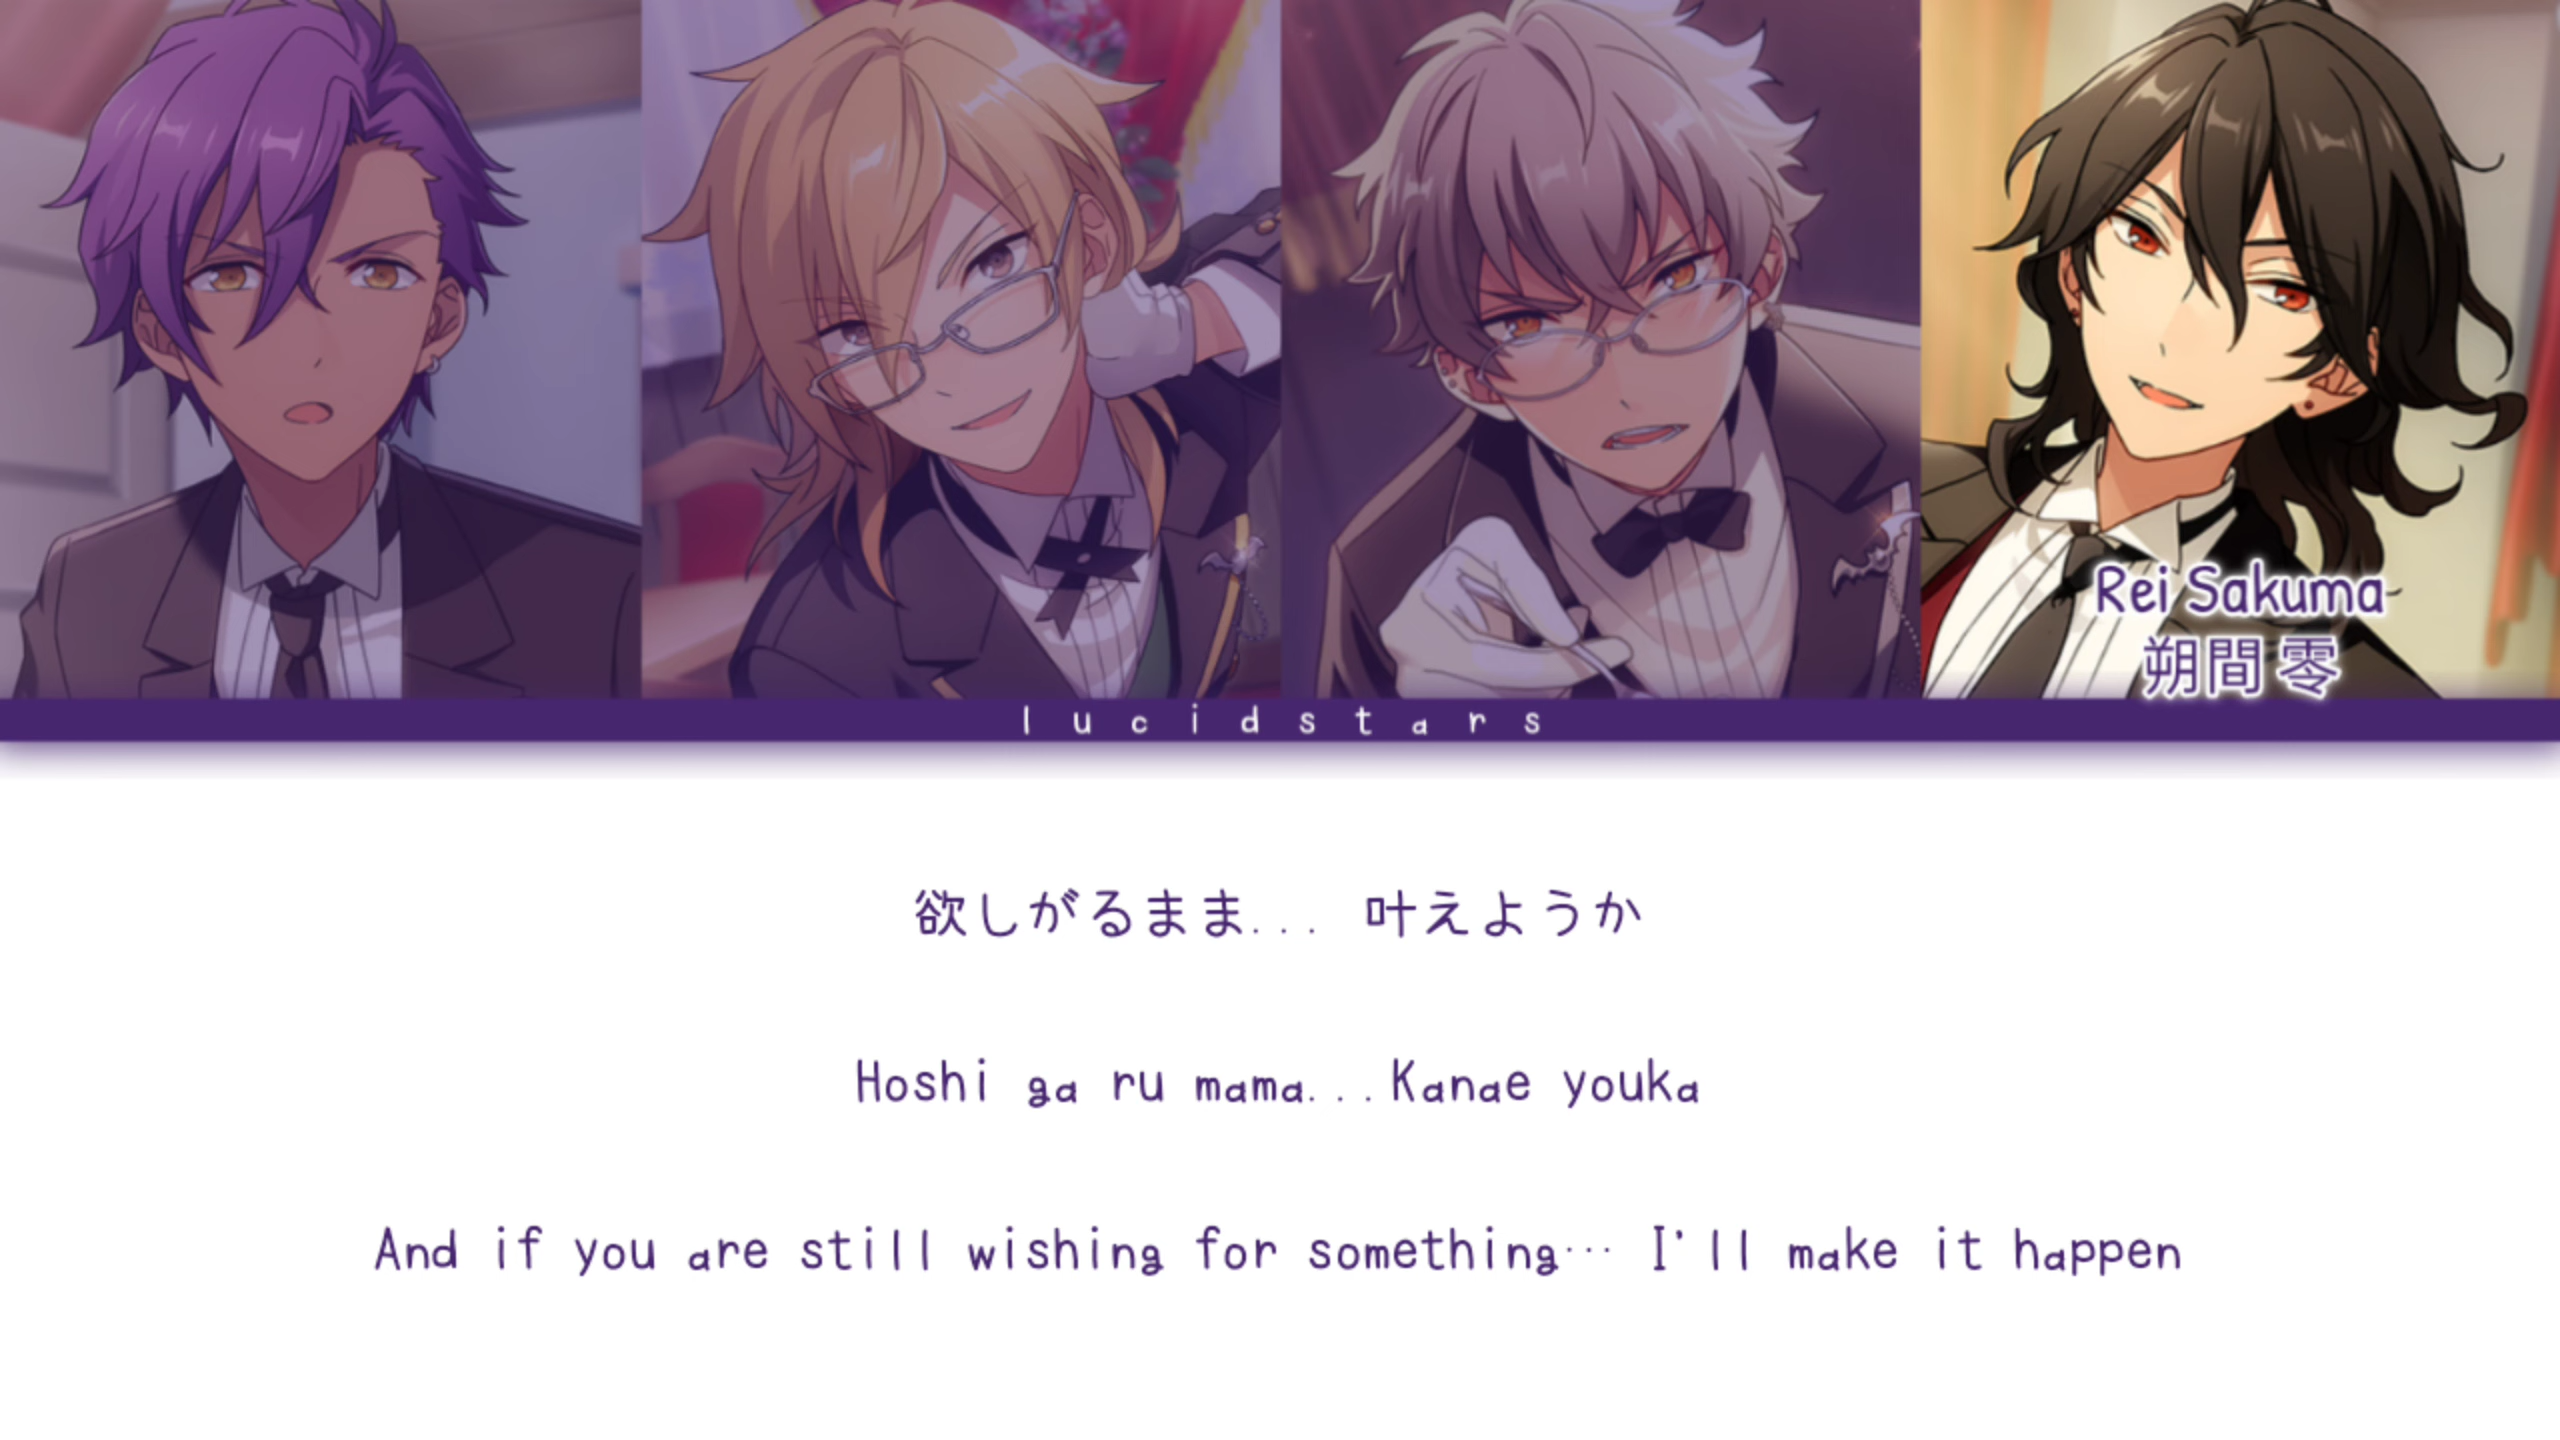 Rei Sakuma
朔間 零
lucidstars
欲しがるまま... 叶えようか
Hoshi ga ru mama...Kanae youka
And if you are still wishing for something… I'll make it happen